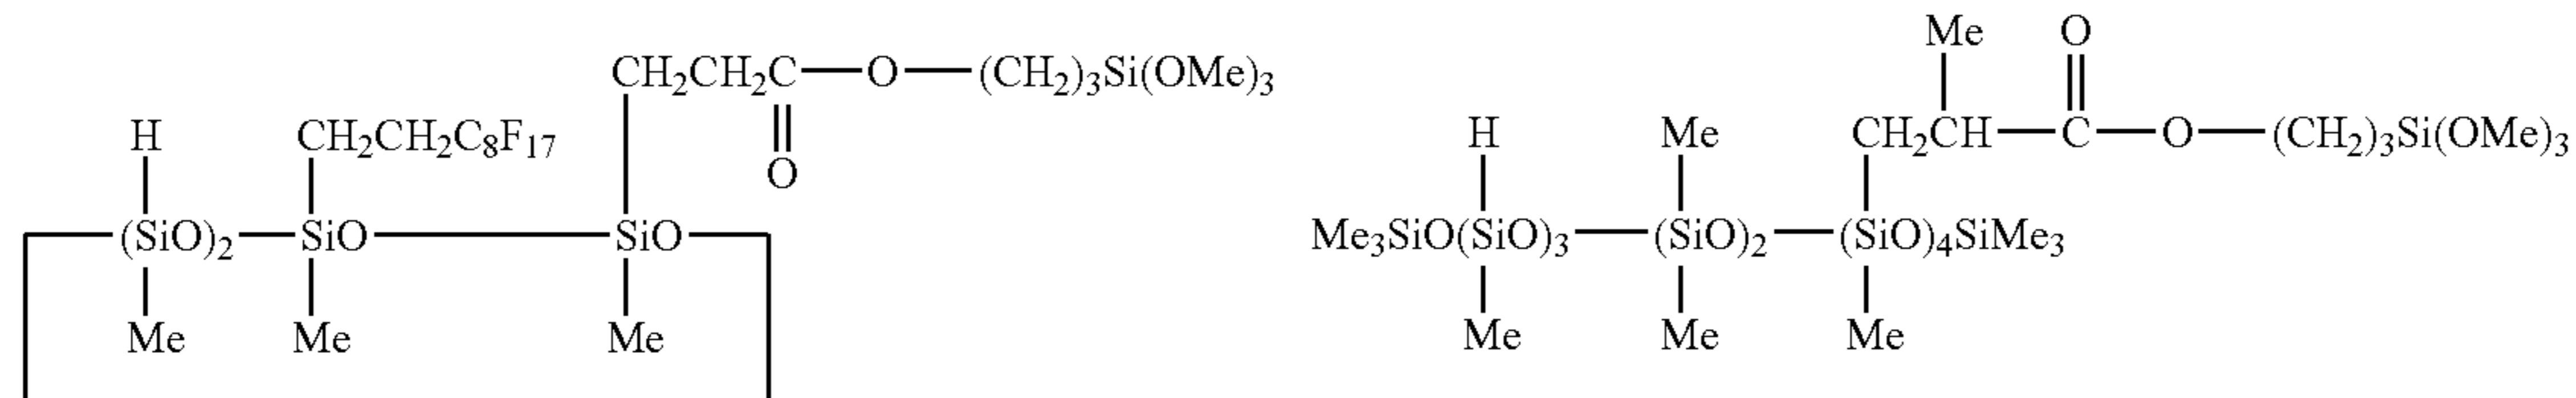 Me O
CH₂CH₂C—O—(CH₂)₃Si(OMe)₃
H CH₂CH₂C₈F₁₇ O H Me CH₂CH—C—O—(CH₂)₃Si(OMe)₃
(SiO)₂—SiO—SiO Me₃SiO(SiO)₃—(SiO)₂—(SiO)₄SiMe₃
Me Me Me Me Me Me